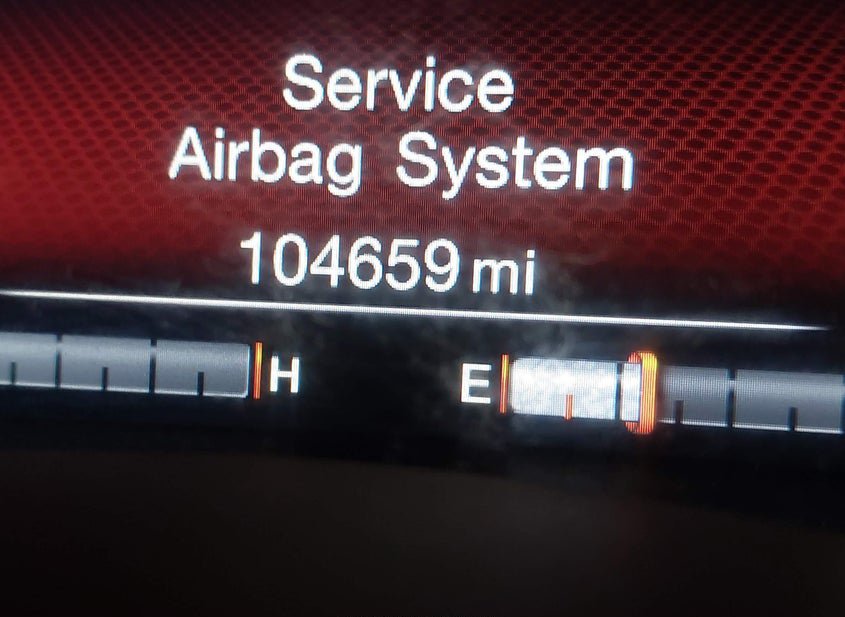 Service
Airbag System
104659 mi
H E